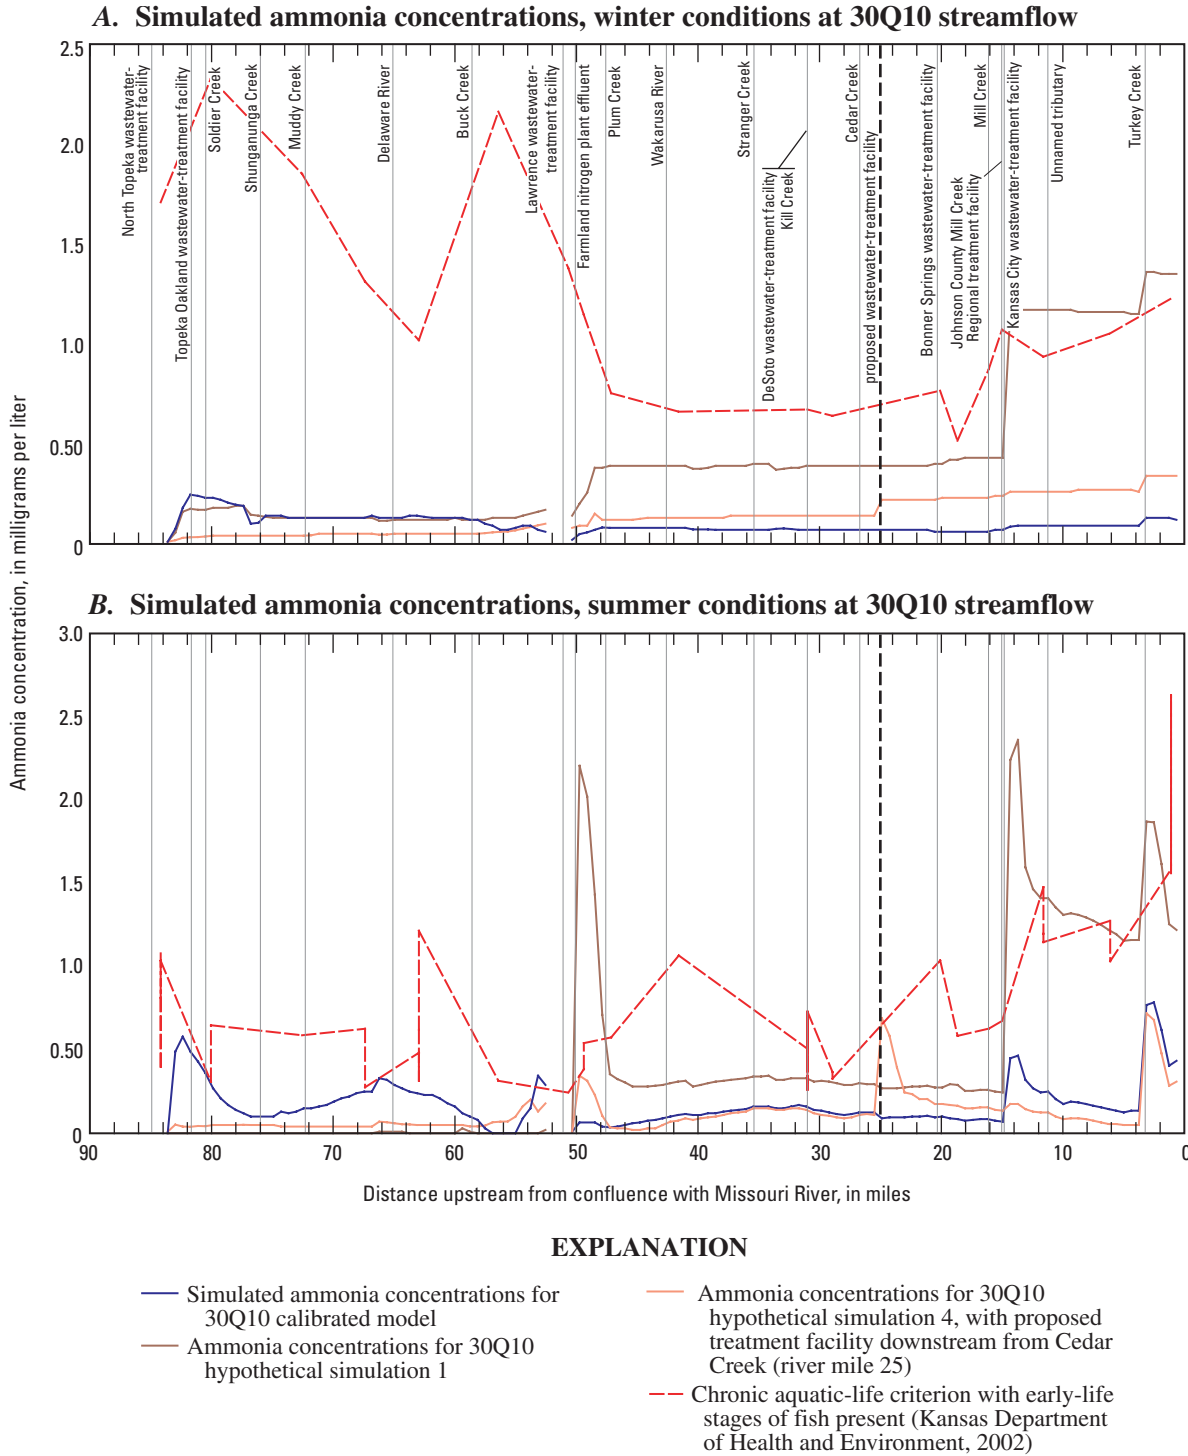 A. Simulated ammonia concentrations, winter conditions at 30Q10 streamflow
2.5
2.0
1.5
1.0
0.50
0
North Topeka wastewater-
treatment facility
Topeka Oakland wastewater-treatment facility
Soldier Creek
Shunganunga Creek
Muddy Creek
Delaware River
Buck Creek
Lawrence wastewater-
treatment facility
Farmland nitrogen plant effluent
Plum Creek
Wakarusa River
Stranger Creek
DeSoto wastewater-treatment facility
Kill Creek
Cedar Creek
proposed wastewater-treatment facility
Bonner Springs wastewater-treatment facility
Johnson County Mill Creek
Regional treatment facility
Mill Creek
Kansas City wastewater-treatment facility
Unnamed tributary
Turkey Creek
Ammonia concentration, in milligrams per liter
B. Simulated ammonia concentrations, summer conditions at 30Q10 streamflow
3.0
2.5
2.0
1.5
1.0
0.50
0
90
80
70
60
50
40
30
20
10
0
Distance upstream from confluence with Missouri River, in miles
EXPLANATION
Simulated ammonia concentrations for
30Q10 calibrated model
Ammonia concentrations for 30Q10
hypothetical simulation 1
Ammonia concentrations for 30Q10
hypothetical simulation 4, with proposed
treatment facility downstream from Cedar
Creek (river mile 25)
Chronic aquatic-life criterion with early-life
stages of fish present (Kansas Department
of Health and Environment, 2002)